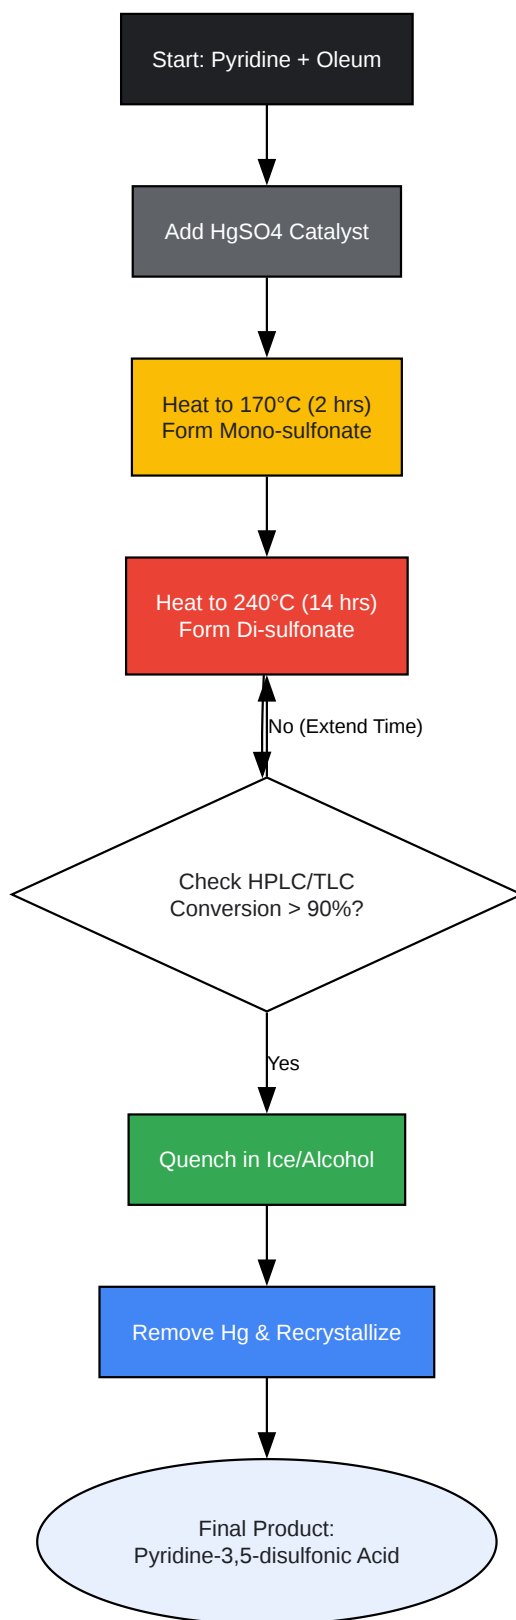 Start: Pyridine + Oleum
Add HgSO4 Catalyst
Heat to 170°C (2 hrs)
Form Mono-sulfonate
Heat to 240°C (14 hrs)
Form Di-sulfonate
No (Extend Time)
Check HPLC/TLC
Conversion > 90%?
Yes
Quench in Ice/Alcohol
Remove Hg & Recrystallize
Final Product:
Pyridine-3,5-disulfonic Acid